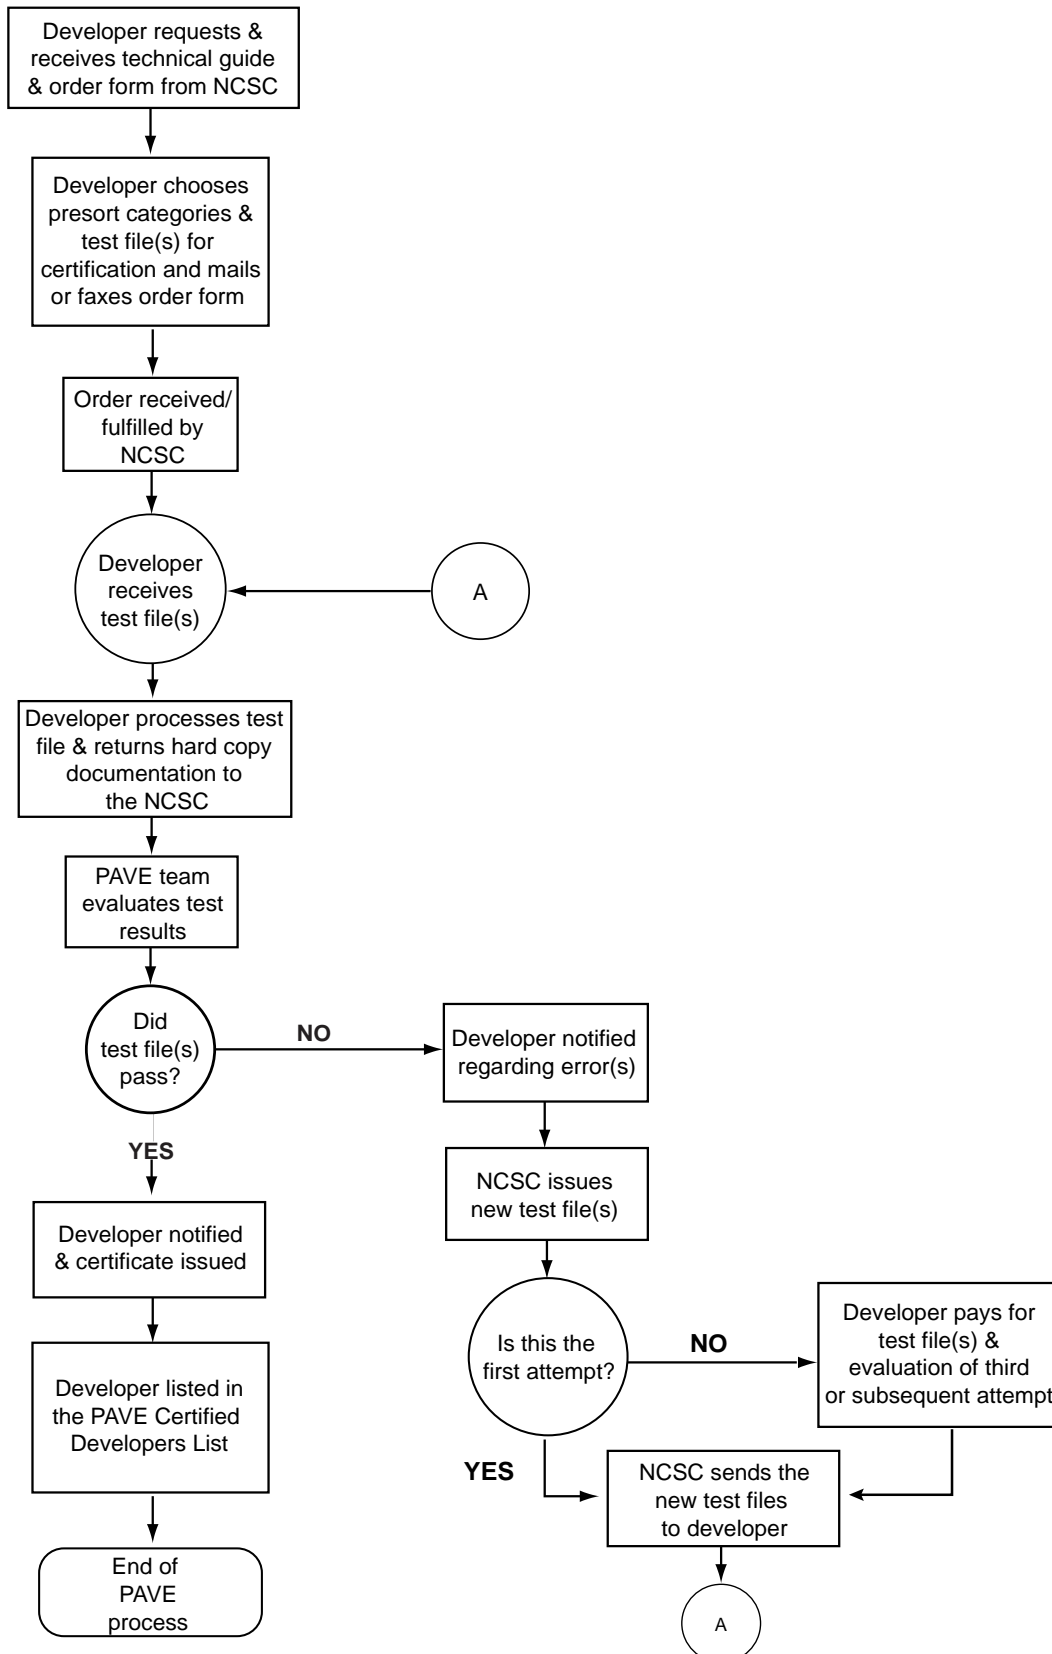 Developer requests &
receives technical guide
& order form from NCSC
Developer chooses
presort categories &
test file(s) for
certification and mails
or faxes order form
Order received/
fulfilled by
NCSC
Developer
receives
test file(s)
A
Developer processes test
file & returns hard copy
documentation to
the NCSC
PAVE team
evaluates test
results
Did
test file(s)
pass?
NO
Developer notified
regarding error(s)
YES
NCSC issues
new test file(s)
Developer notified
& certificate issued
Is this the
first attempt?
NO
Developer pays for
test file(s) &
evaluation of third
or subsequent attempt
Developer listed in
the PAVE Certified
Developers List
YES
NCSC sends the
new test files
to developer
End of
PAVE
process
A